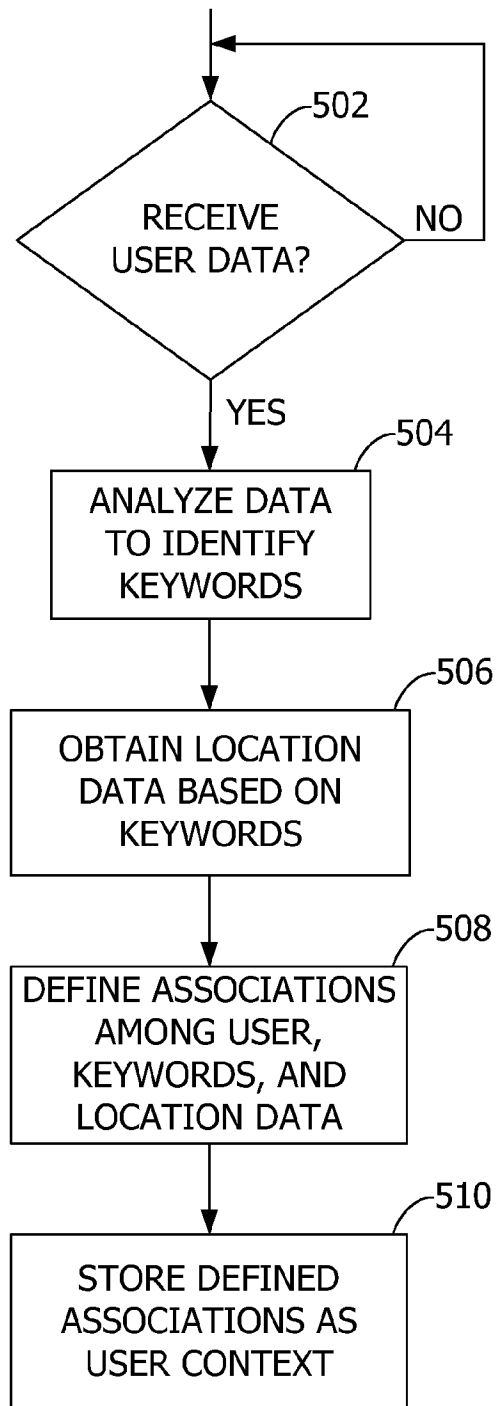 502
RECEIVE
USER DATA?
NO
YES
504
ANALYZE DATA
TO IDENTIFY
KEYWORDS
506
OBTAIN LOCATION
DATA BASED ON
KEYWORDS
508
DEFINE ASSOCIATIONS
AMONG USER,
KEYWORDS, AND
LOCATION DATA
510
STORE DEFINED
ASSOCIATIONS AS
USER CONTEXT